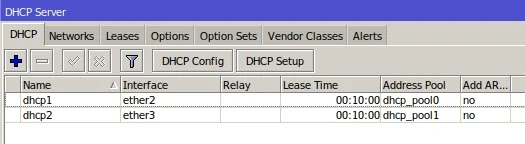 DHCP Server
DHCP Networks Leases Options Option Sets Vendor Classes Alerts
DHCP Config DHCP Setup
Name Interface Relay Lease Time Address Pool Add AR...
dhcp1 ether2 00:10:00 dhcp_pool0 no
dhcp2 ether3 00:10:00 dhcp_pool1 no